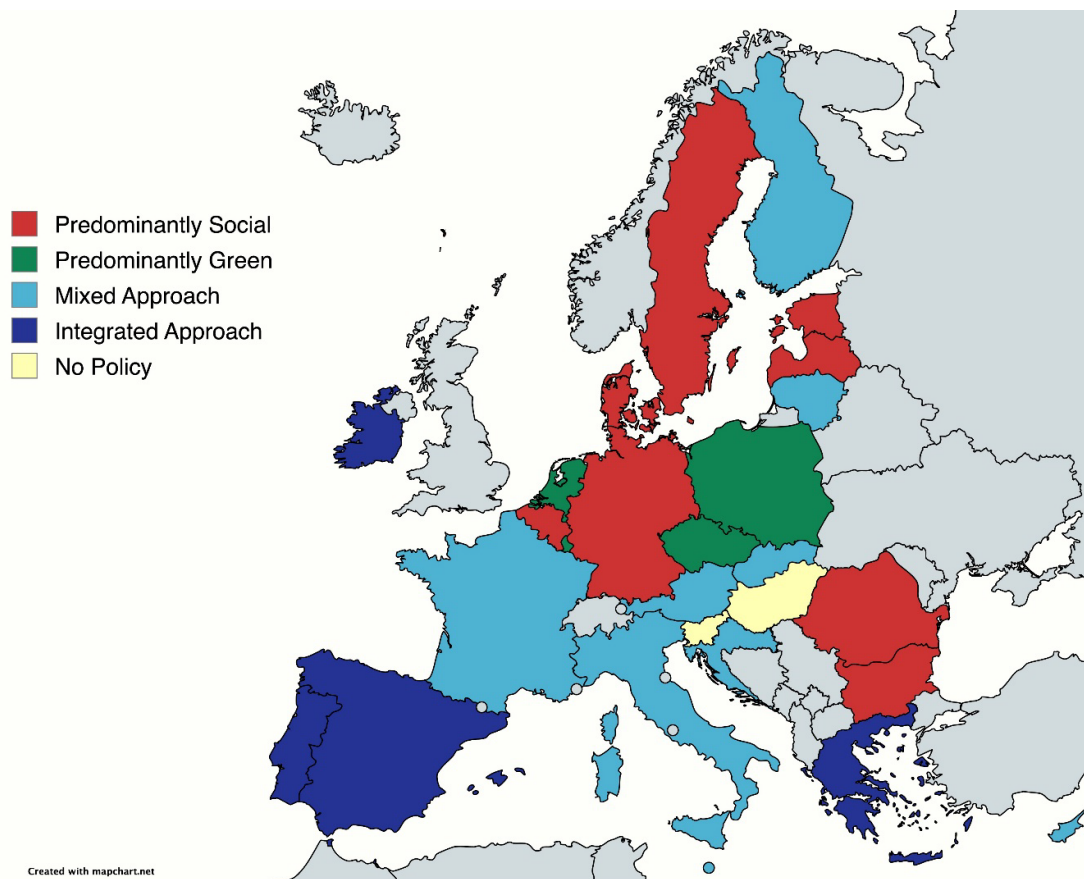 Predominantly Social
Predominantly Green
Mixed Approach
Integrated Approach
No Policy
Created with mapchart.net